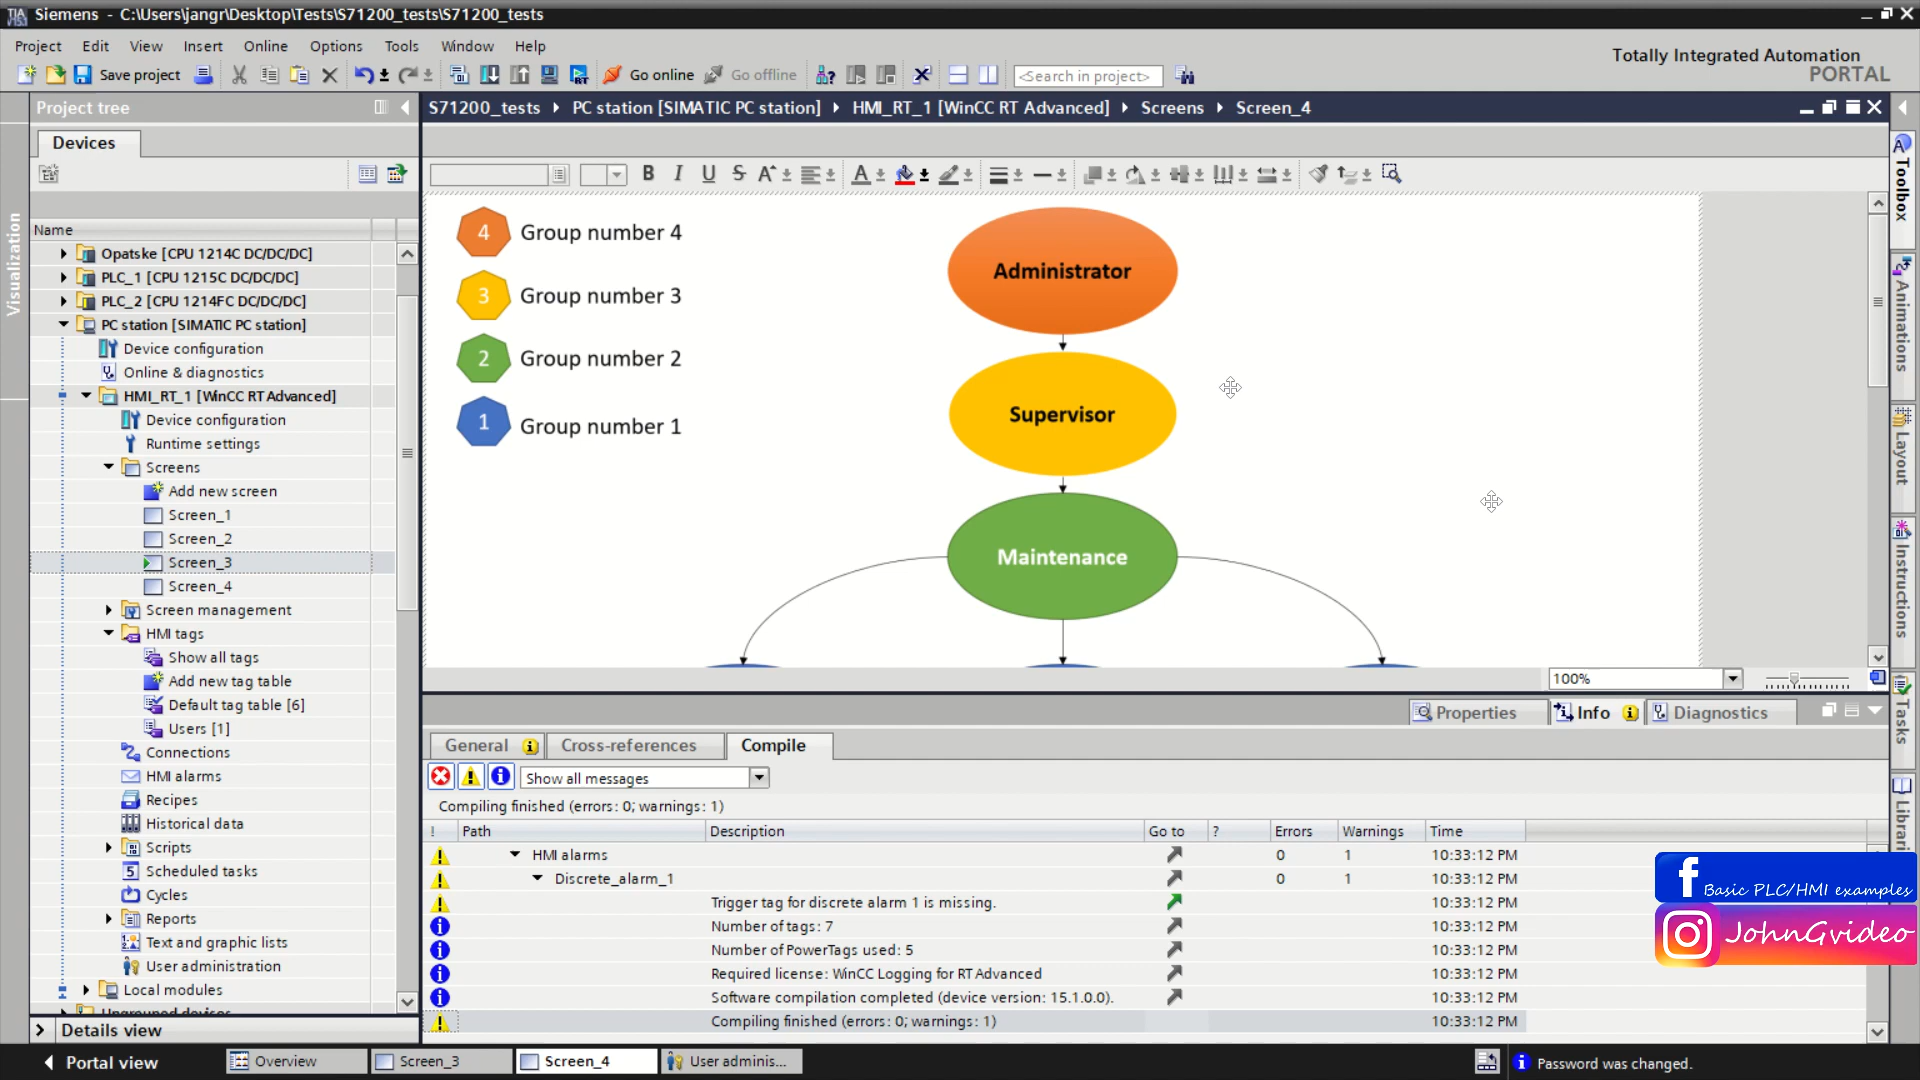 Siemens - C:\Users\jangr\Desktop\Tests\S71200_tests\S71200_tests
Project Edit View Insert Online Options Tools Window Help
Totally Integrated Automation
PORTAL
Save project Go online Go offline <Search in project>
Project tree
S71200_tests PC station [SIMATIC PC station] HMI_RT_1 [WinCC RT Advanced] Screens Screen_4
Devices
Name
Opatske [CPU 1214C DC/DC/DC]
PLC_1 [CPU 1215C DC/DC/DC]
PLC_2 [CPU 1214FC DC/DC/DC]
PC station [SIMATIC PC station]
Device configuration
Online & diagnostics
HMI_RT_1 [WinCC RT Advanced]
Device configuration
Runtime settings
Screens
Add new screen
Screen_1
Screen_2
Screen_3
Screen_4
Screen management
HMI tags
Show all tags
Add new tag table
Default tag table [6]
Users [1]
Connections
HMI alarms
Recipes
Historical data
Scripts
Scheduled tasks
Cycles
Reports
Text and graphic lists
User administration
Local modules
Details view
Visualization
4 Group number 4
3 Group number 3
2 Group number 2
1 Group number 1
Administrator
Supervisor
Maintenance
100%
Toolbox
Animations
Layout
Instructions
Tasks
Properties Info Diagnostics
General Cross-references Compile
Show all messages
Compiling finished (errors: 0; warnings: 1)
! Path Description Go to ? Errors Warnings Time
HMI alarms 0 1 10:33:12 PM
Discrete_alarm_1 0 1 10:33:12 PM
Trigger tag for discrete alarm 1 is missing. 10:33:12 PM
Number of tags: 7 10:33:12 PM
Number of PowerTags used: 5 10:33:12 PM
Required license: WinCC Logging for RT Advanced 10:33:12 PM
Software compilation completed (device version: 15.1.0.0). 10:33:12 PM
Compiling finished (errors: 0; warnings: 1) 10:33:12 PM
Basic PLC/HMI examples
JohnGvideo
Portal view Overview Screen_3 Screen_4 User adminis... Password was changed.